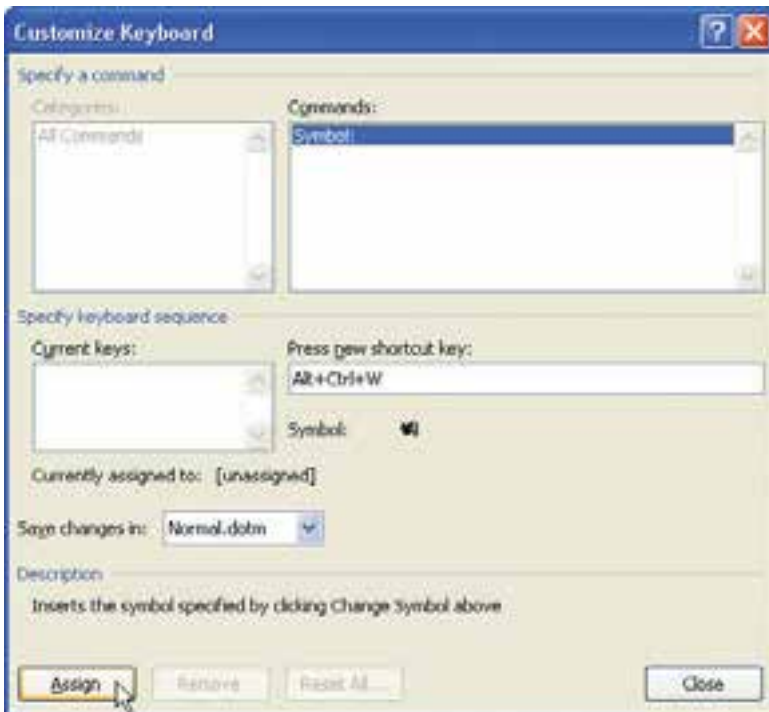 Customize Keyboard
Specify a command
Categories:
Commands:
All Commands
Symbol:
Specify keyboard sequence
Current keys:
Press new shortcut key:
Alt+Ctrl+W
Symbol:
Currently assigned to: [unassigned]
Save changes in:
Normal.dotm
Description
Inserts the symbol specified by clicking Change Symbol above
Assign
Remove
Reset All...
Close